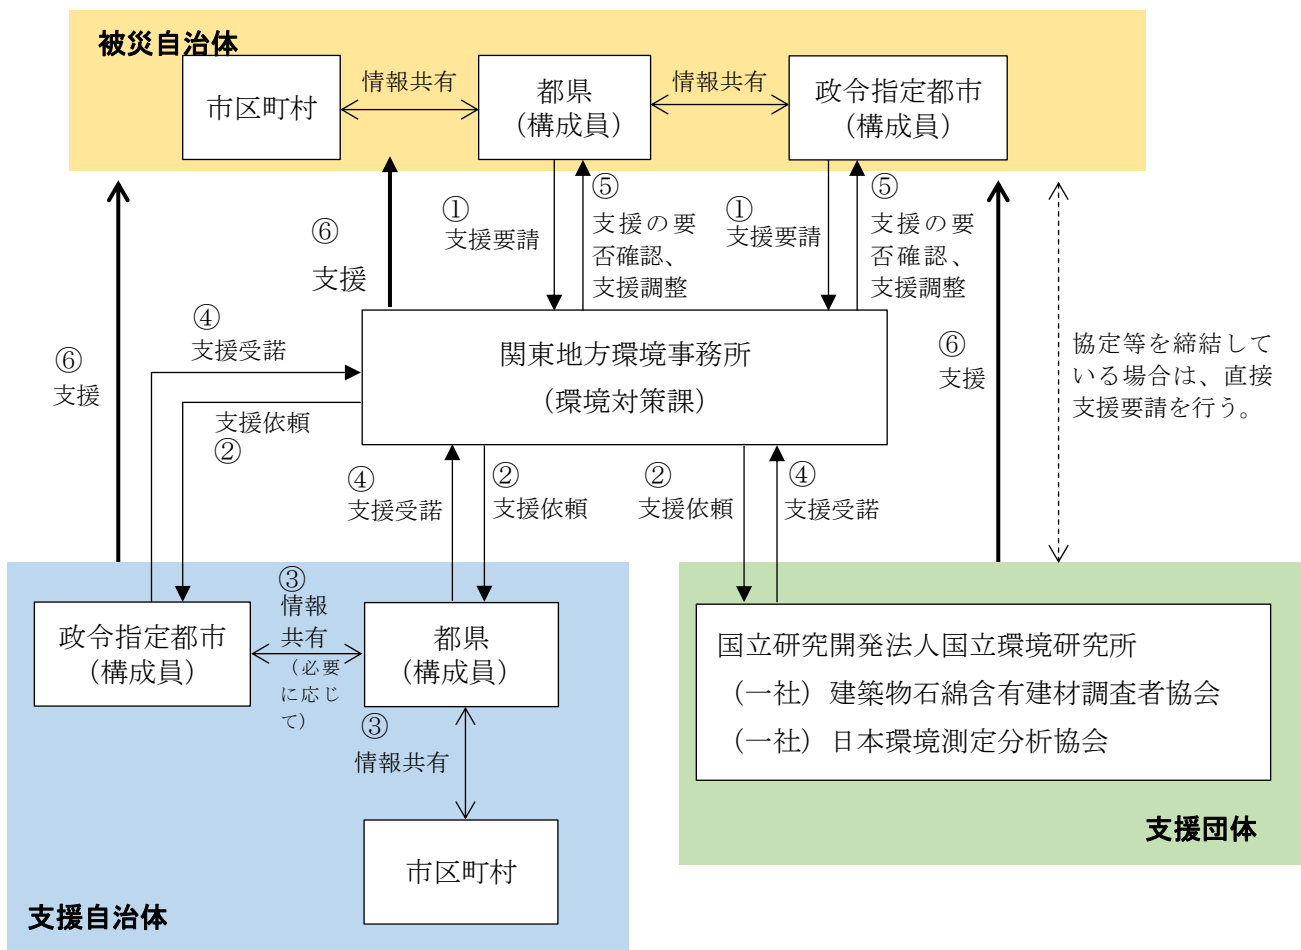 被災自治体
市区町村
情報共有
都県
（構成員）
情報共有
政令指定都市
（構成員）
①
支援要請
⑤
支援の要
否確認、
支援調整
①
支援要請
⑤
支援の要
否確認、
支援調整
⑥
支援
⑥
支援
④
支援受諾
支援依頼
②
関東地方環境事務所
（環境対策課）
⑥
支援
協定等を締結して
いる場合は、直接
支援要請を行う。
④
支援受諾
②
支援依頼
②
支援依頼
④
支援受諾
政令指定都市
（構成員）
③
情報
共有
（必要
に応じ
て）
都県
（構成員）
③
情報共有
市区町村
支援自治体
国立研究開発法人国立環境研究所
（一社）建築物石綿含有建材調査者協会
（一社）日本環境測定分析協会
支援団体